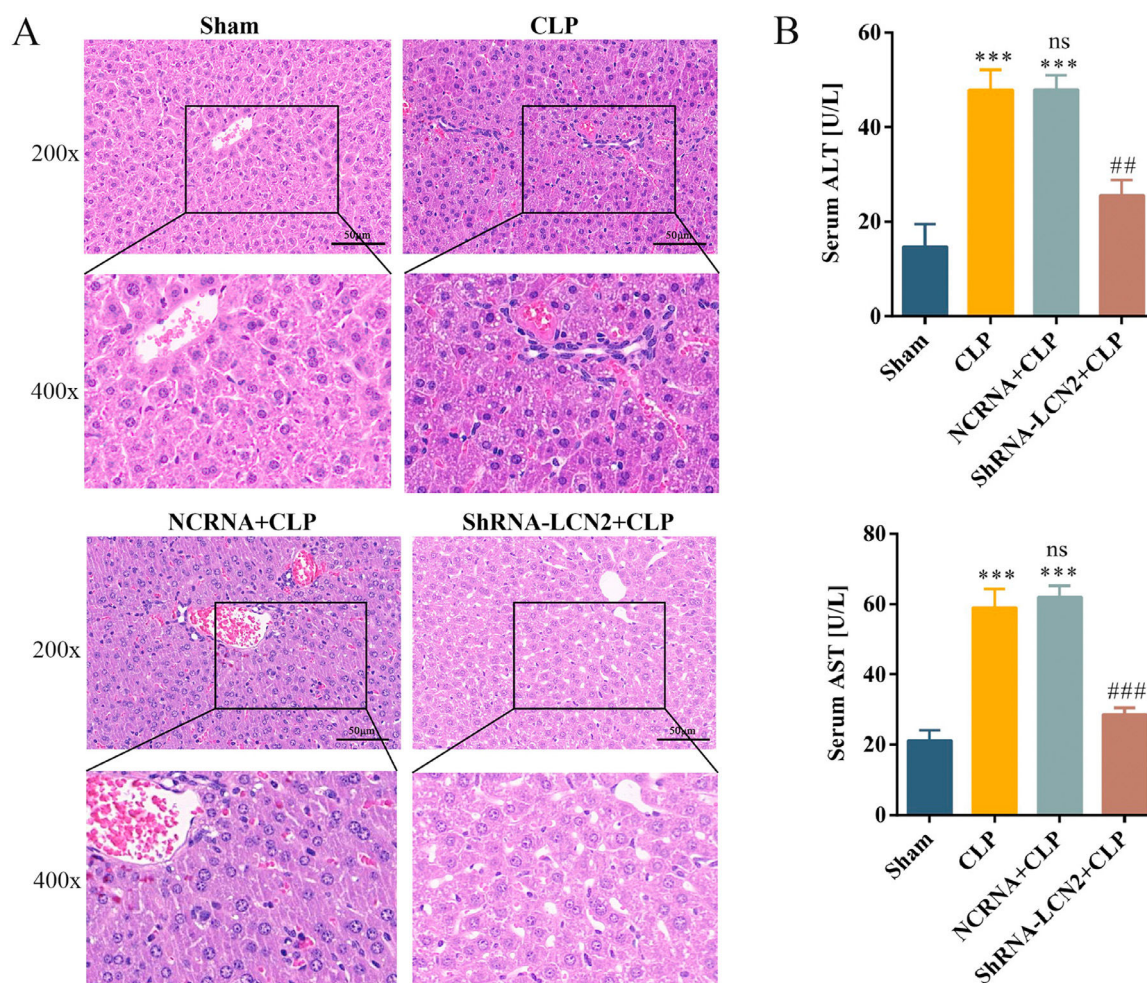 A
Sham
CLP
200x
50μm
50μm
400x
NCRNA+CLP
ShRNA-LCN2+CLP
200x
50μm
50μm
400x
B
Serum ALT [U/L]
60
40
20
0
***
ns
***
##
Sham
CLP
NCRNA+CLP
ShRNA-LCN2+CLP
Serum AST [U/L]
80
60
40
20
0
***
ns
***
###
Sham
CLP
NCRNA+CLP
ShRNA-LCN2+CLP